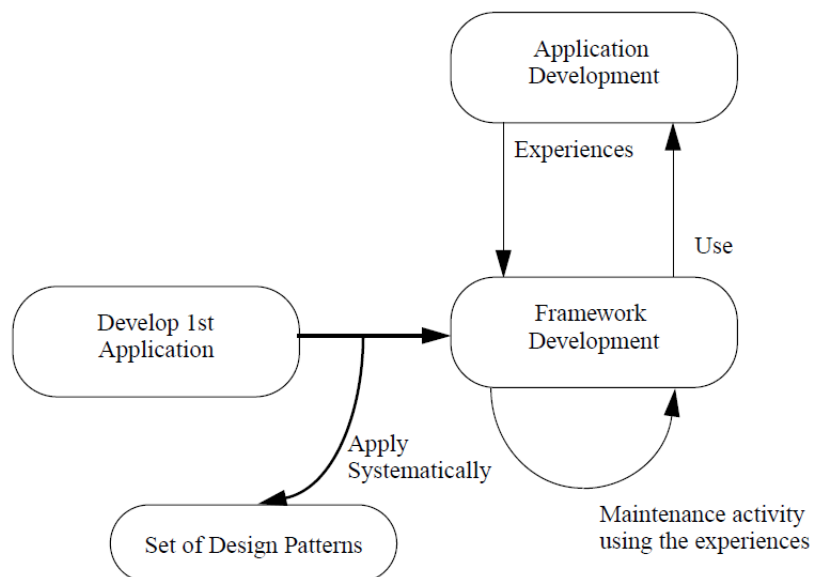 Application
Development
Experiences
Use
Develop 1st
Application
Framework
Development
Apply
Systematically
Set of Design Patterns
Maintenance activity
using the experiences